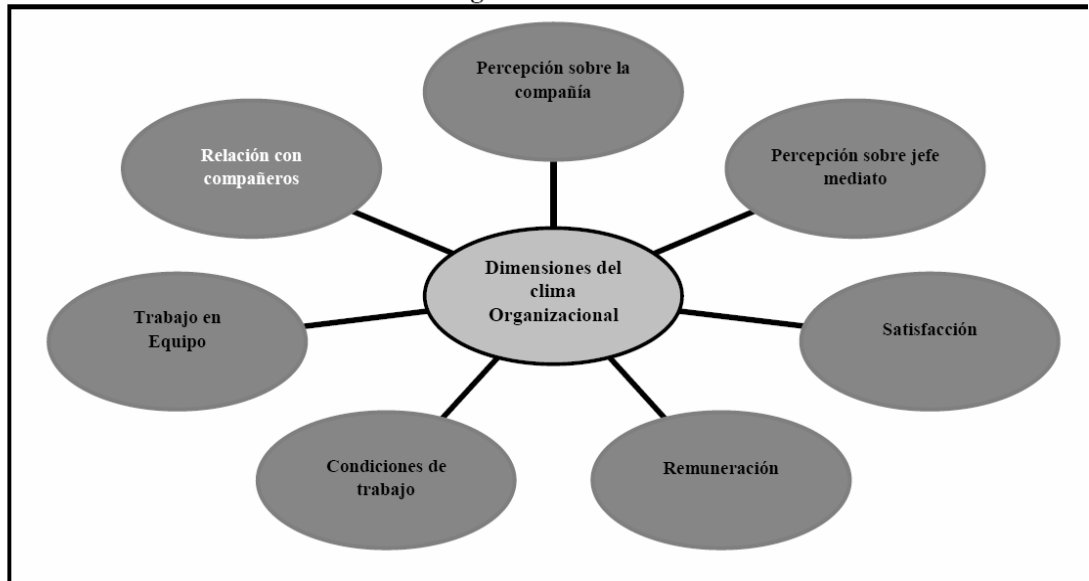 Percepción sobre la
compañía
Relación con
compañeros
Percepción sobre jefe
mediato
Dimensiones del
clima
Organizacional
Trabajo en
Equipo
Satisfacción
Condiciones de
trabajo
Remuneración